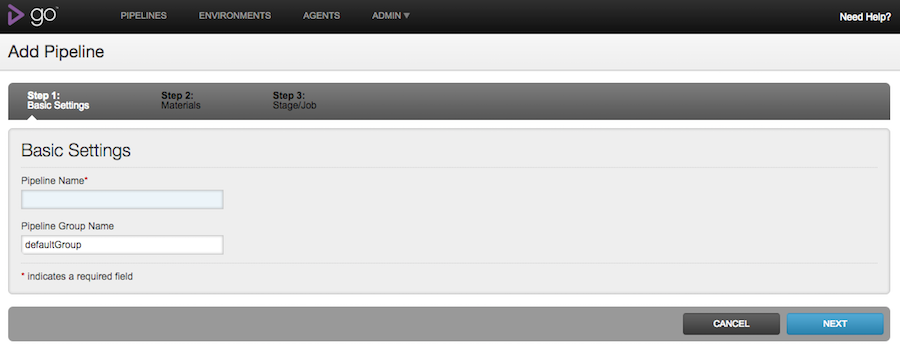 go
PIPELINES ENVIRONMENTS AGENTS ADMIN ▼ Need Help?
Add Pipeline
Step 1: Step 2: Step 3:
Basic Settings Materials Stage/Job
Basic Settings
Pipeline Name*
Pipeline Group Name
defaultGroup
* indicates a required field
CANCEL NEXT